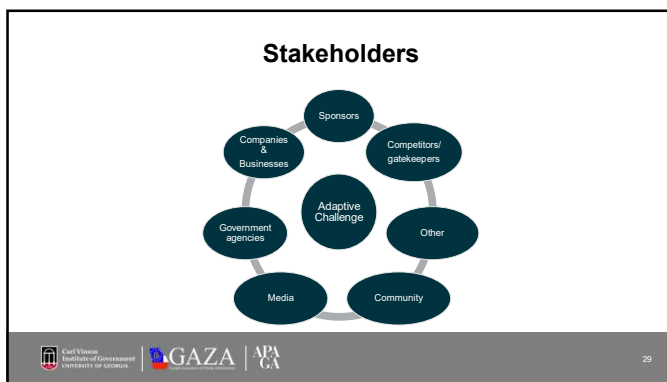 Stakeholders
Sponsors
Competitors/
gatekeepers
Other
Community
Media
Government
agencies
Companies
&
Businesses
Adaptive
Challenge
Carl Vinson
Institute of Government
UNIVERSITY OF GEORGIA
GAZA
APA
GA
29